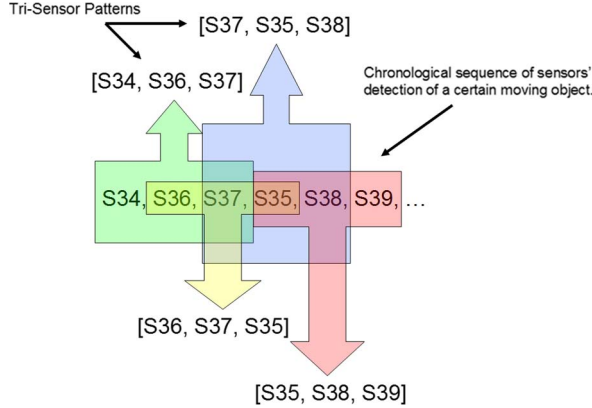 Tri-Sensor Patterns
[S37, S35, S38]
[S34, S36, S37]
Chronological sequence of sensors'
detection of a certain moving object.
S34, S36, S37, S35, S38, S39, ...
[S36, S37, S35]
[S35, S38, S39]